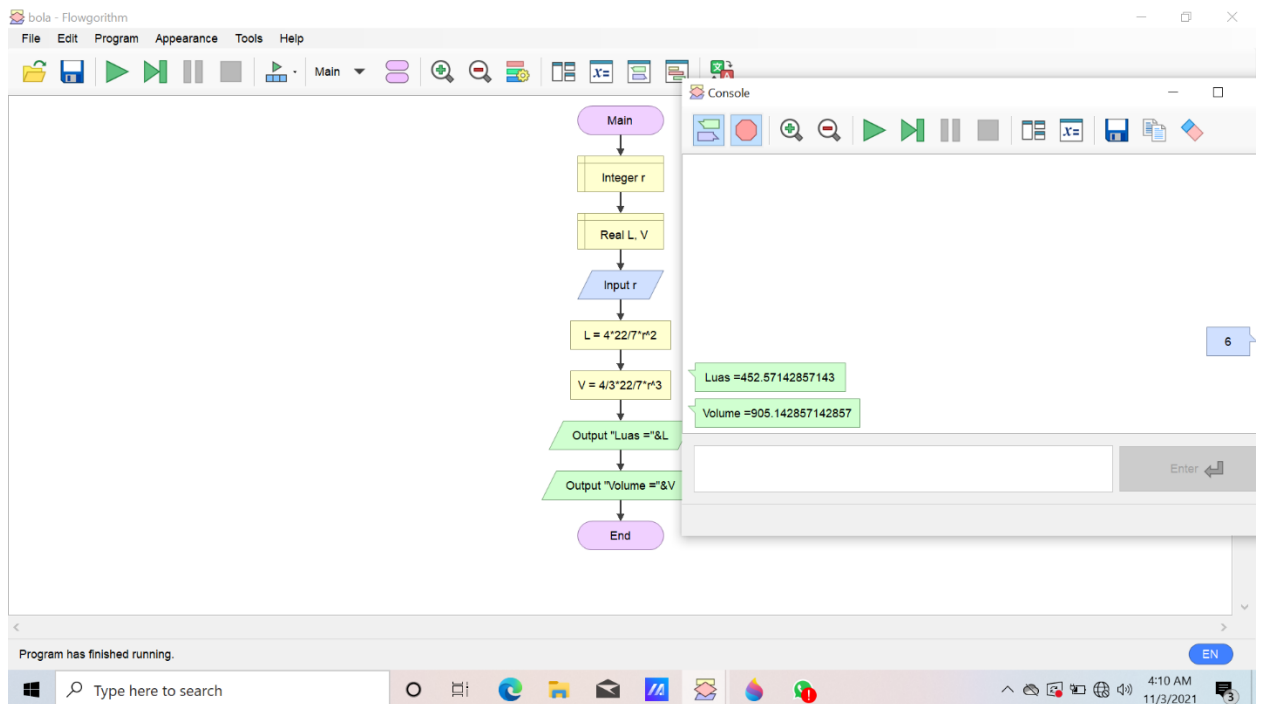 bola - Flowgorithm
File Edit Program Appearance Tools Help
Main
x=
Main
Integer r
Real L, V
Input r
L = 4*22/7*r^2
V = 4/3*22/7*r^3
Output "Luas ="&L
Output "Volume ="&V
End
Console
x=
6
Luas =452.57142857143
Volume =905.142857142857
Enter
Program has finished running.
EN
Type here to search
4:10 AM
11/3/2021
3